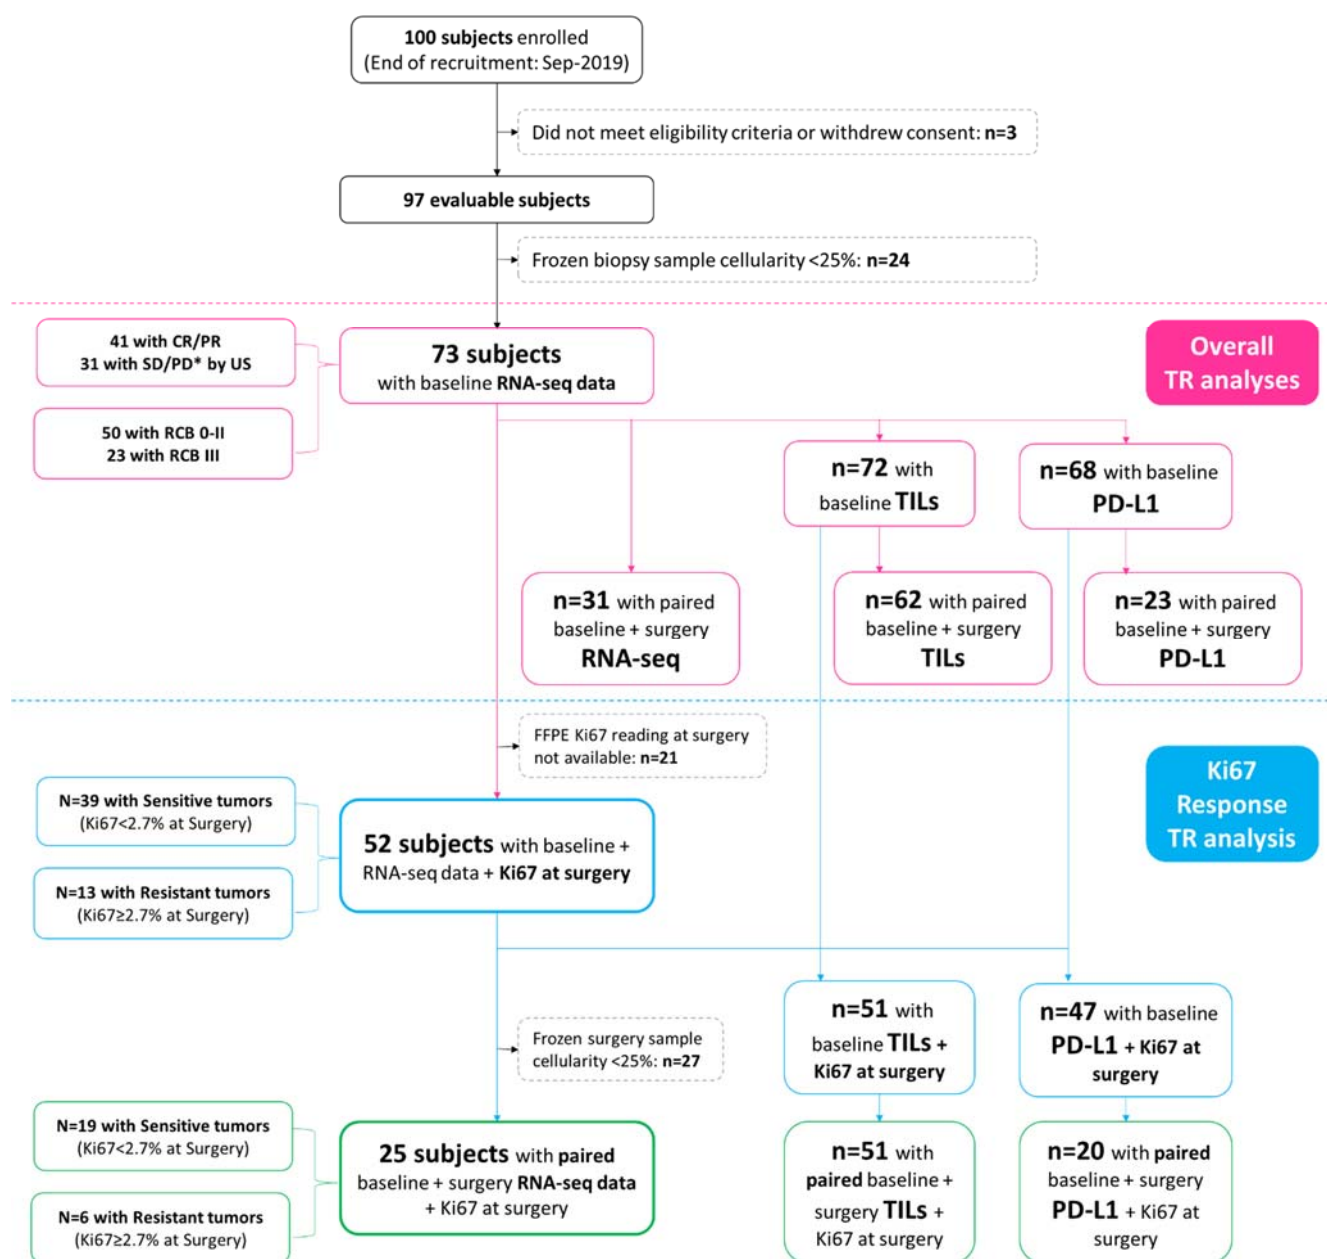 100 subjects enrolled
(End of recruitment: Sep-2019)
Did not meet eligibility criteria or withdrew consent: n=3
97 evaluable subjects
Frozen biopsy sample cellularity <25%: n=24
41 with CR/PR
31 with SD/PD* by US
73 subjects
with baseline RNA-seq data
Overall
TR analyses
50 with RCB 0-II
23 with RCB III
n=72 with
baseline TILs
n=68 with baseline
PD-L1
n=31 with paired
baseline + surgery
RNA-seq
n=62 with paired
baseline + surgery
TILs
n=23 with paired
baseline + surgery
PD-L1
FFPE Ki67 reading at surgery
not available: n=21
Ki67
Response
TR analysis
N=39 with Sensitive tumors
(Ki67<2.7% at Surgery)
52 subjects with baseline +
RNA-seq data + Ki67 at surgery
N=13 with Resistant tumors
(Ki67≥2.7% at Surgery)
n=51 with
baseline TILs +
Ki67 at surgery
n=47 with baseline
PD-L1 + Ki67 at
surgery
Frozen surgery sample
cellularity <25%: n=27
N=19 with Sensitive tumors
(Ki67<2.7% at Surgery)
25 subjects with paired
baseline + surgery RNA-seq data
+ Ki67 at surgery
N=6 with Resistant tumors
(Ki67≥2.7% at Surgery)
n=51 with
paired baseline +
surgery TILs +
Ki67 at surgery
n=20 with paired
baseline + surgery
PD-L1 + Ki67 at
surgery